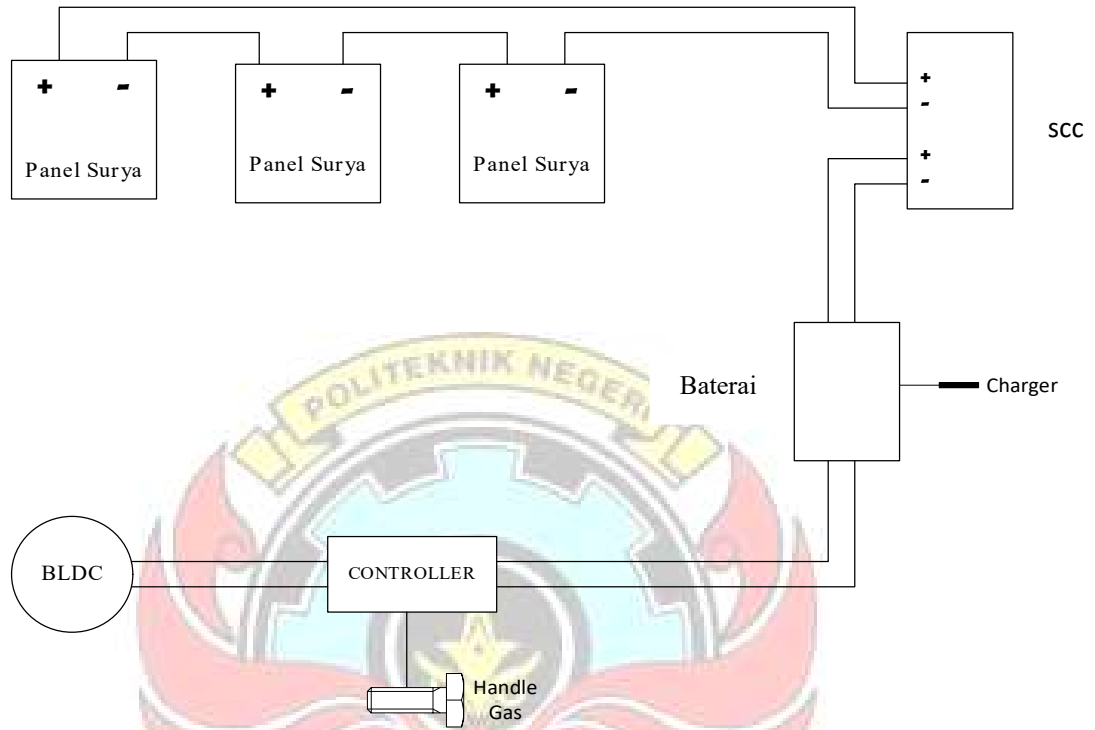 + -
Panel Surya
+ -
Panel Surya
+ -
Panel Surya
+
-
+
-
SCC
POLITEKNIK NEGERI
Baterai
Charger
BLDC
CONTROLLER
Handle
Gas